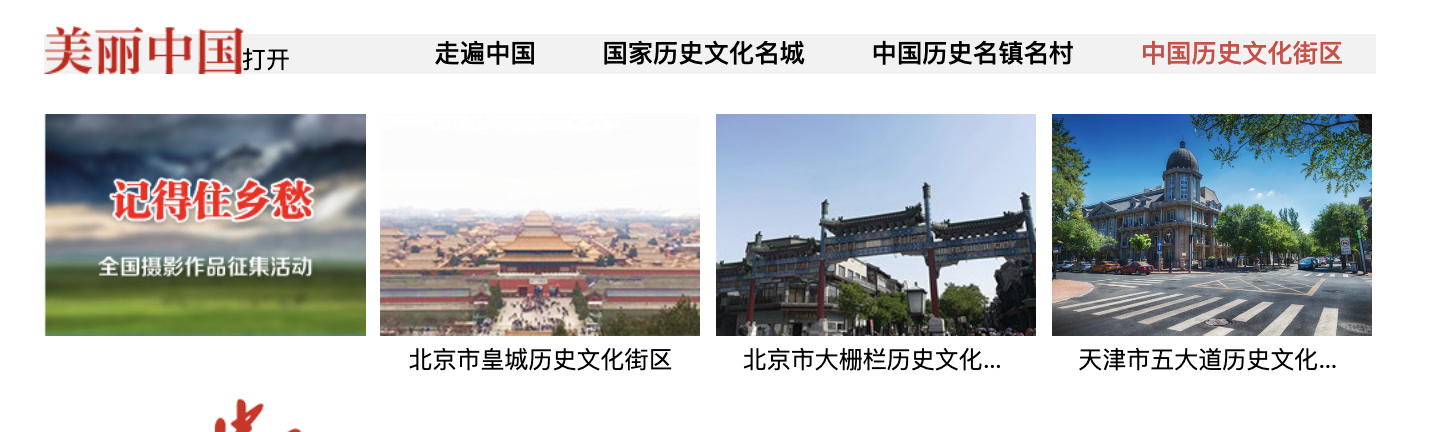 美丽中国打开
走遍中国
国家历史文化名城
中国历史名镇名村
中国历史文化街区
记得住乡愁
全国摄影作品征集活动
北京市皇城历史文化街区
北京市大栅栏历史文化...
天津市五大道历史文化...